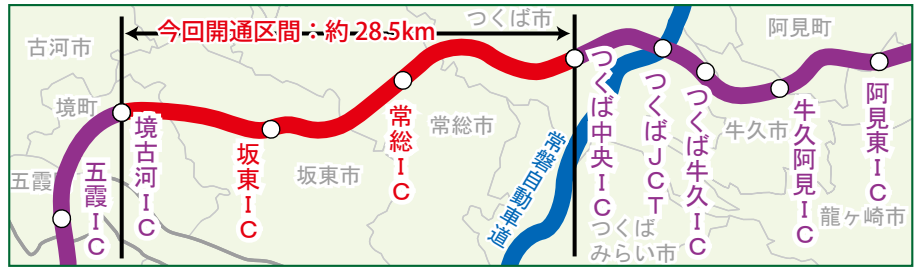 今回開通区間：約28.5km
つくば市
阿見町
古河市
境町
五霞
常総市
坂東市
牛久市
龍ヶ崎市
つくば
みらい市
五霞IC
境古河IC
坂東IC
常総IC
常磐自動車道
つくば中央IC
つくばJCT
つくば牛久IC
牛久阿見IC
阿見東IC